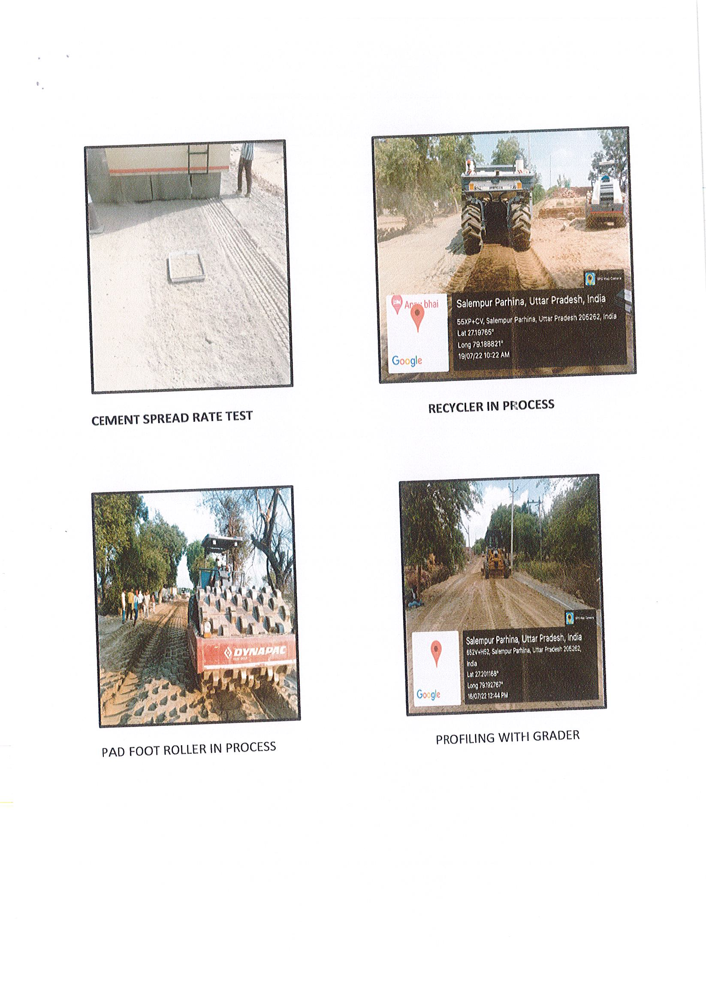 WIRTGEN
GPS Map Camera
bhai
Google
Salempur Parhina, Uttar Pradesh, India
55XP+CV, Salempur Parhina, Uttar Pradesh 205262, India
Lat 27.19765°
Long 79.188821°
19/07/22 10:22 AM
CEMENT SPREAD RATE TEST
RECYCLER IN PROCESS
DYNAPAC
GPS Map Camera
Google
Salempur Parhina, Uttar Pradesh, India
652V+H52, Salempur Parhina, Uttar Pradesh 205262,
India
Lat 27.201168°
Long 79.192767°
16/07/22 12:44 PM
PAD FOOT ROLLER IN PROCESS
PROFILING WITH GRADER